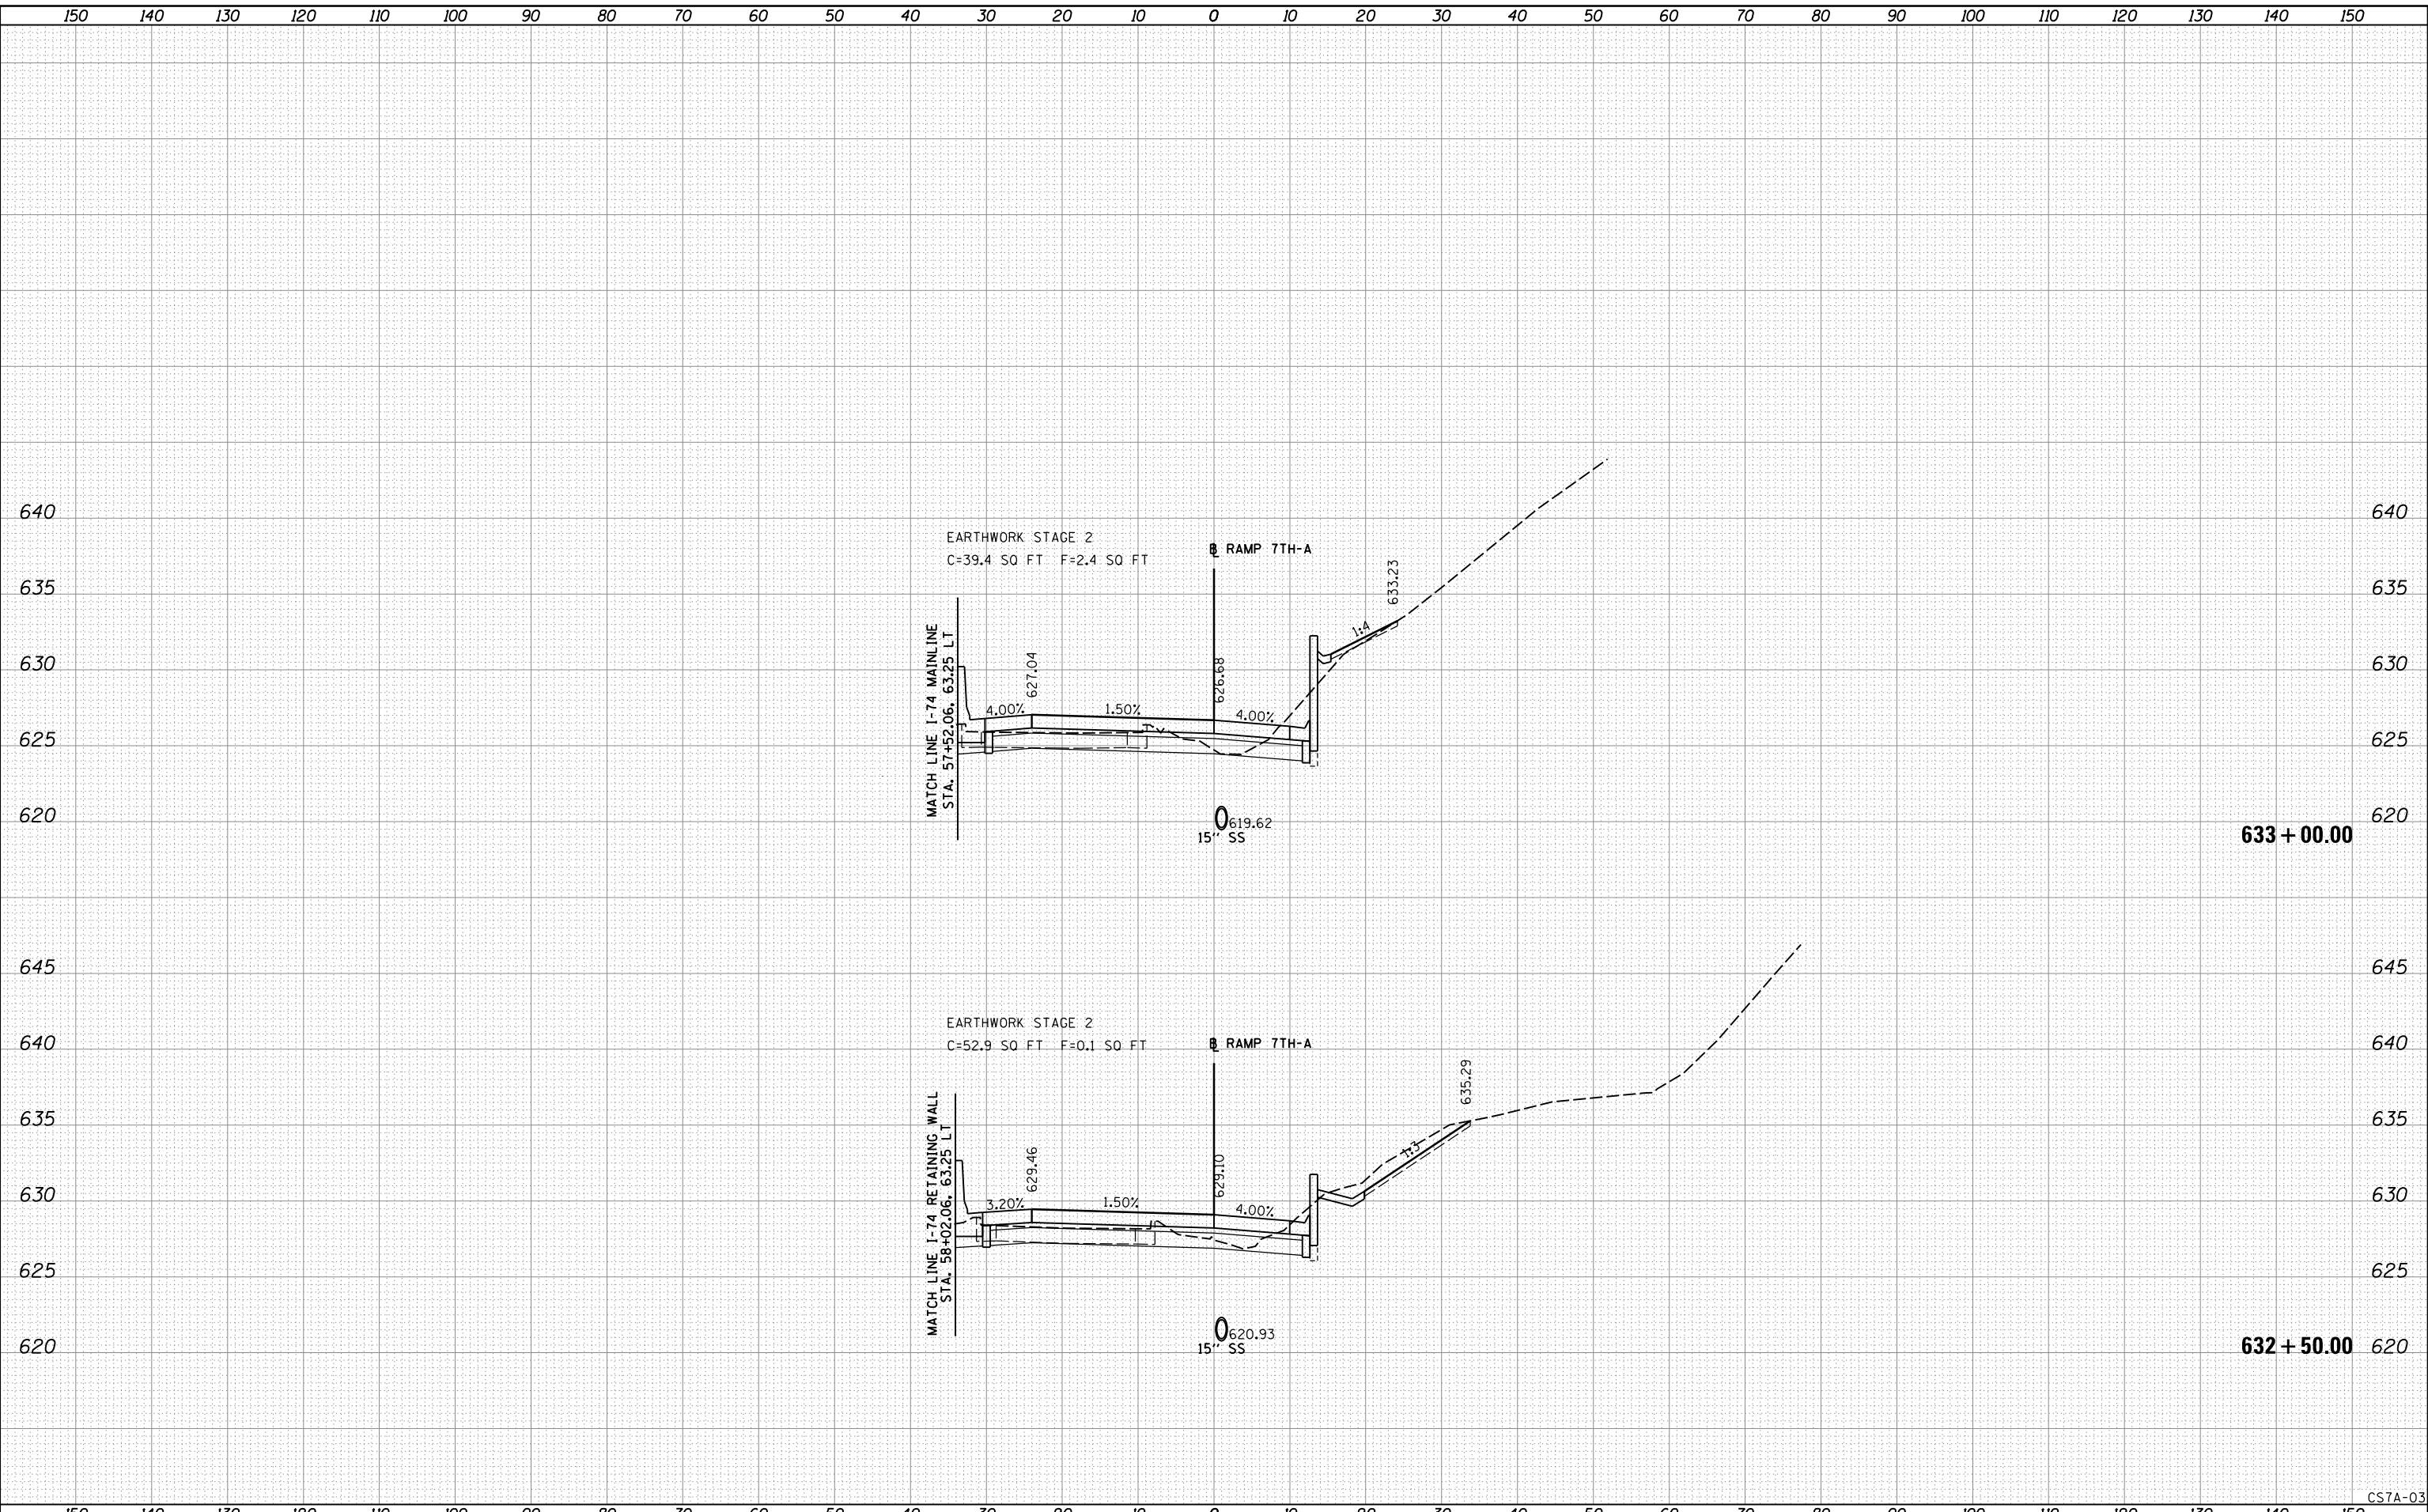 150 140 130 120 110 100 90 80 70 60 50 40 30 20 10 0 10 20 30 40 50 60 70 80 90 100 110 120 130 140 150
640 640
EARTHWORK STAGE 2
C=39.4 SQ FT F=2.4 SQ FT
RAMP 7TH-A
635 633.23 635
MATCH LINE I-74 MAINLINE
STA. 57+52.06, 63.25 LT
630 627.04 626.68 1:4 630
4.00% 1.50% 4.00%
625 625
620 620
619.62
15'' SS
633+00.00
645 645
EARTHWORK STAGE 2
C=52.9 SQ FT F=0.1 SQ FT
RAMP 7TH-A
640 640
635.29
635 635
MATCH LINE I-74 RETAINING WALL
STA. 58+02.06, 63.25 LT
629.46 629.10 1:3
630 630
3.20% 1.50% 4.00%
625 625
620.93
15'' SS
620 632+50.00 620
CS7A-03